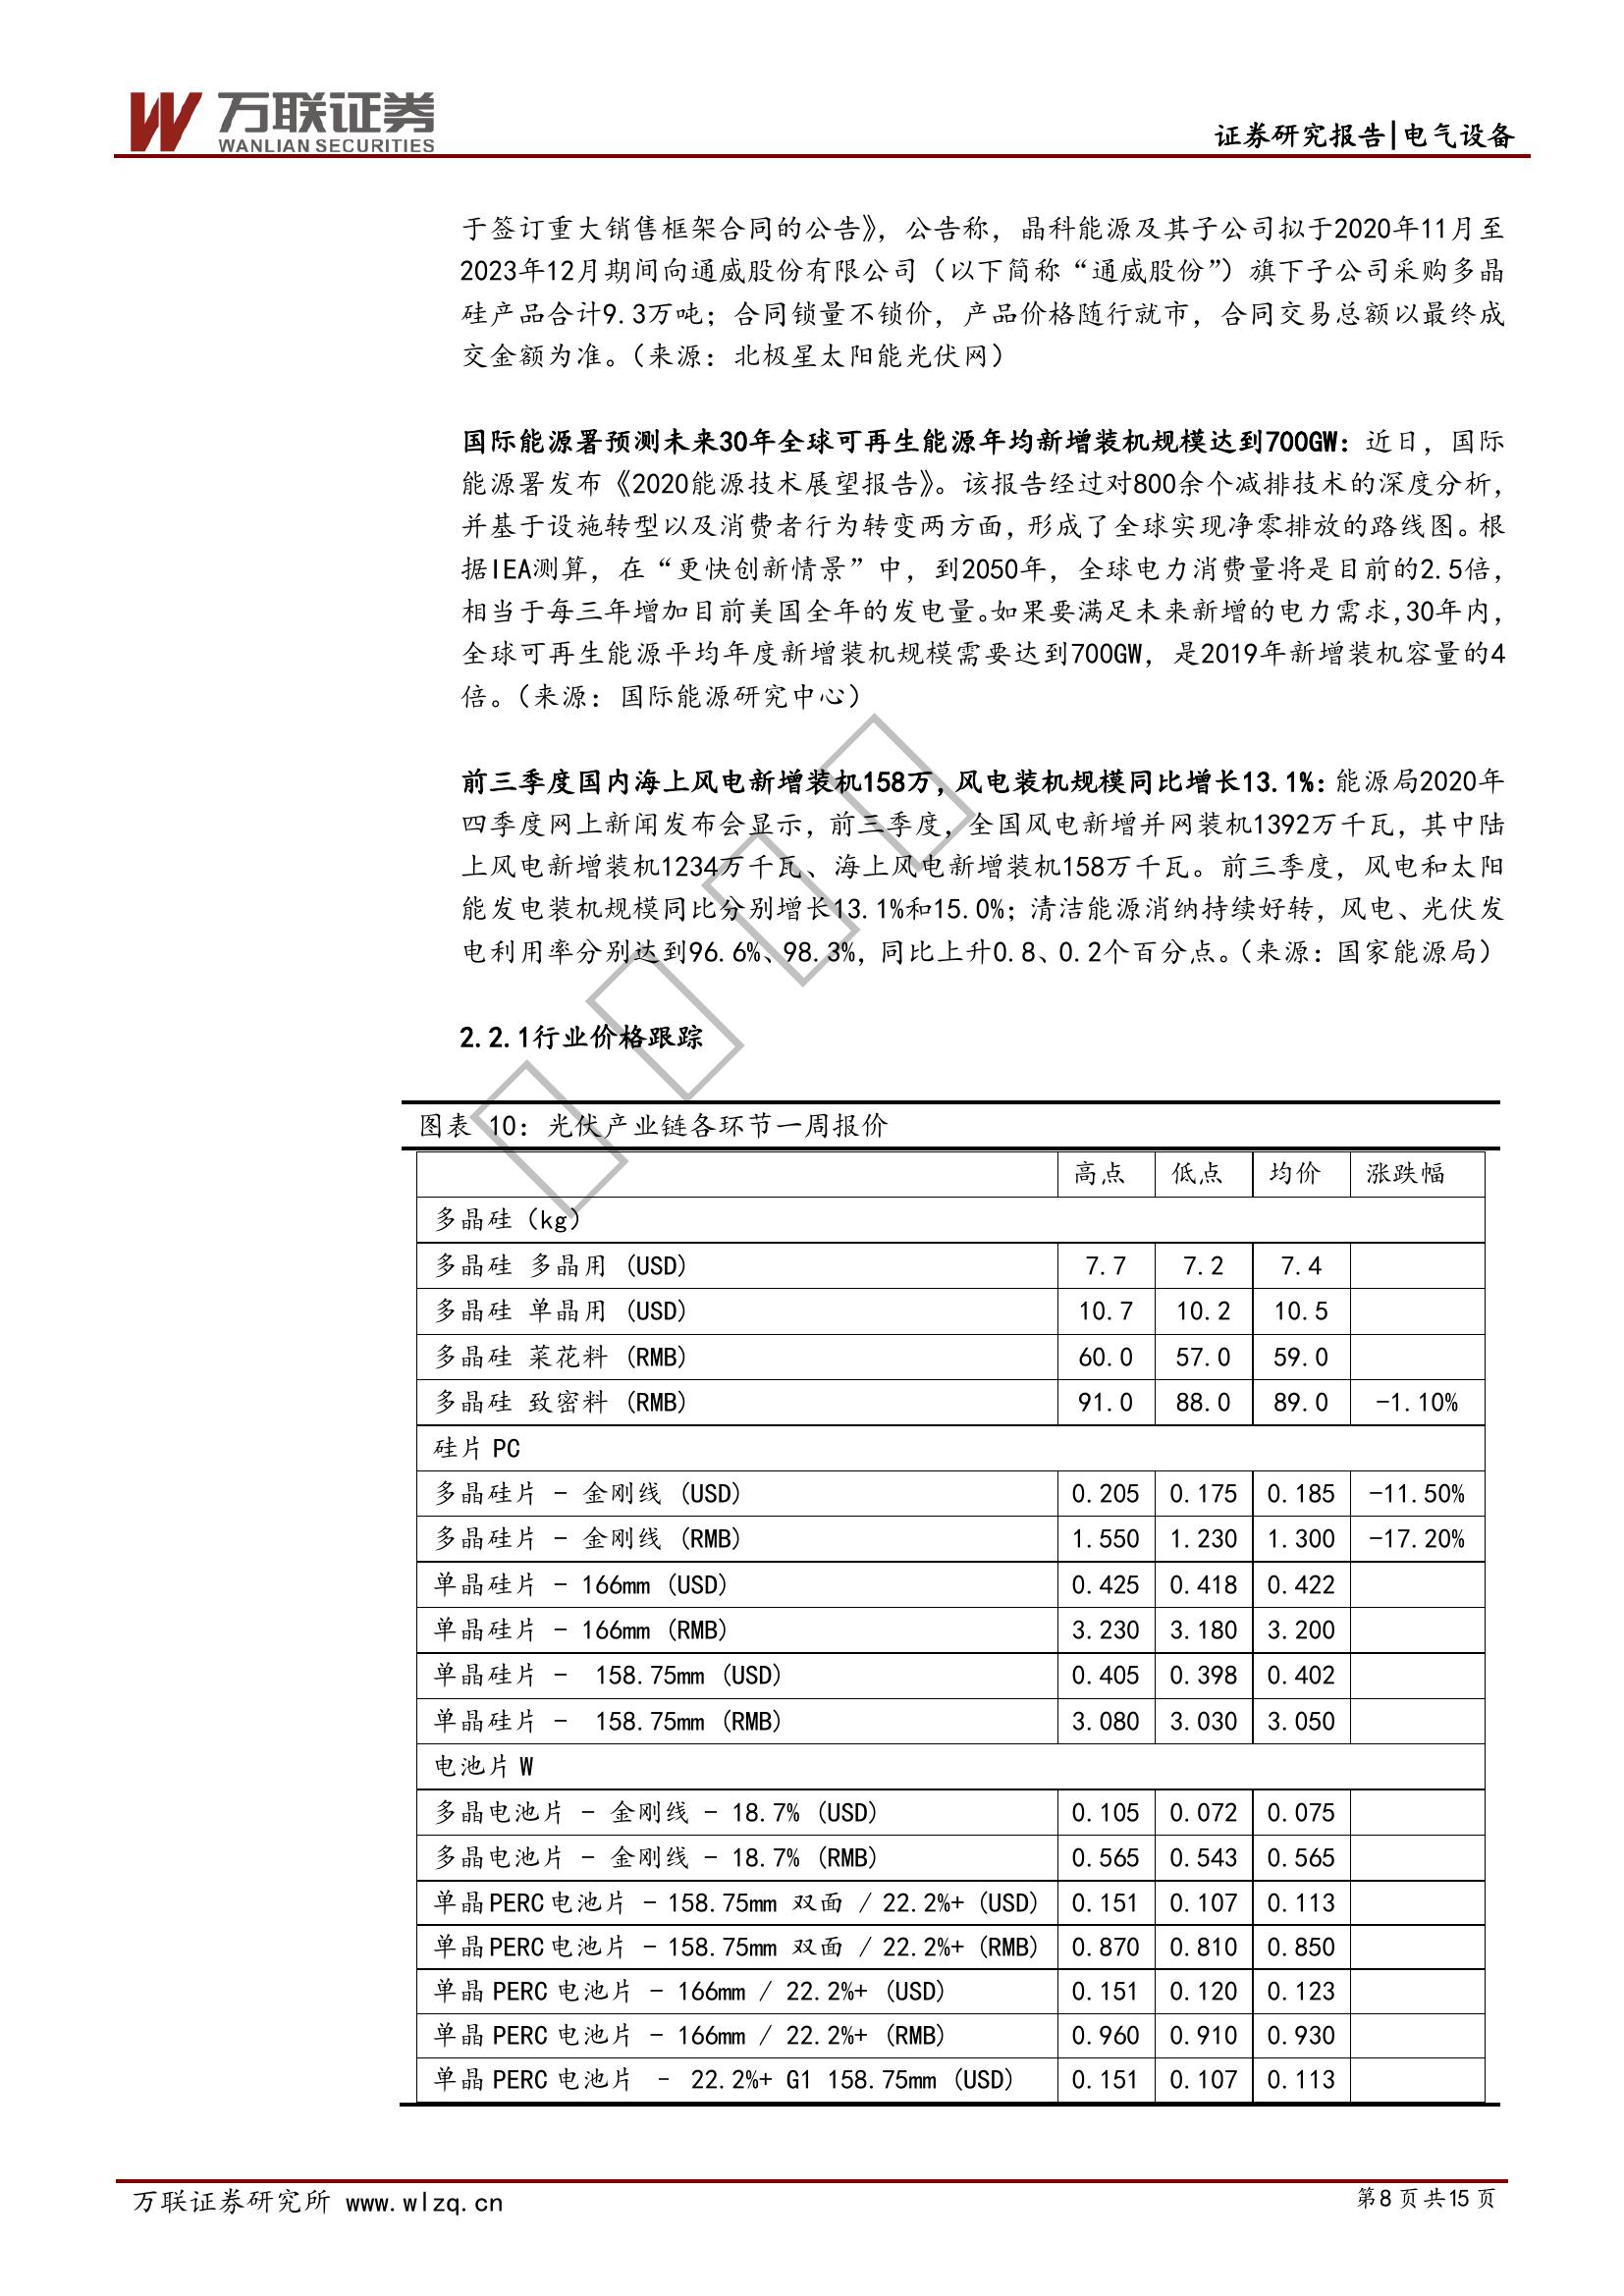 万联证券
WANLIAN SECURITIES
证券研究报告|电气设备
于签订重大销售框架合同的公告》，公告称，晶科能源及其子公司拟于2020年11月至
2023年12月期间向通威股份有限公司（以下简称“通威股份”）旗下子公司采购多晶
硅产品合计9.3万吨；合同锁量不锁价，产品价格随行就市，合同交易总额以最终成
交金额为准。（来源：北极星太阳能光伏网）
国际能源署预测未来30年全球可再生能源年均新增装机规模达到700GW：近日，国际
能源署发布《2020能源技术展望报告》。该报告经过对800余个减排技术的深度分析，
并基于设施转型以及消费者行为转变两方面，形成了全球实现净零排放的路线图。根
据IEA测算，在“更快创新情景”中，到2050年，全球电力消费量将是目前的2.5倍，
相当于每三年增加目前美国全年的发电量。如果要满足未来新增的电力需求，30年内，
全球可再生能源平均年度新增装机规模需要达到700GW，是2019年新增装机容量的4
倍。（来源：国际能源研究中心）
前三季度国内海上风电新增装机158万，风电装机规模同比增长13.1%：能源局2020年
四季度网上新闻发布会显示，前三季度，全国风电新增并网装机1392万千瓦，其中陆
上风电新增装机1234万千瓦、海上风电新增装机158万千瓦。前三季度，风电和太阳
能发电装机规模同比分别增长13.1%和15.0%；清洁能源消纳持续好转，风电、光伏发
电利用率分别达到96.6%、98.3%，同比上升0.8、0.2个百分点。（来源：国家能源局）
2.2.1行业价格跟踪
图表 10：光伏产业链各环节一周报价
高点 低点 均价 涨跌幅
多晶硅（kg）
多晶硅 多晶用 (USD) 7.7 7.2 7.4
多晶硅 单晶用 (USD) 10.7 10.2 10.5
多晶硅 菜花料 (RMB) 60.0 57.0 59.0
多晶硅 致密料 (RMB) 91.0 88.0 89.0 -1.10%
硅片 PC
多晶硅片 - 金刚线 (USD) 0.205 0.175 0.185 -11.50%
多晶硅片 - 金刚线 (RMB) 1.550 1.230 1.300 -17.20%
单晶硅片 - 166mm (USD) 0.425 0.418 0.422
单晶硅片 - 166mm (RMB) 3.230 3.180 3.200
单晶硅片 - 158.75mm (USD) 0.405 0.398 0.402
单晶硅片 - 158.75mm (RMB) 3.080 3.030 3.050
电池片 W
多晶电池片 - 金刚线 - 18.7% (USD) 0.105 0.072 0.075
多晶电池片 - 金刚线 - 18.7% (RMB) 0.565 0.543 0.565
单晶PERC电池片 - 158.75mm 双面 / 22.2%+ (USD) 0.151 0.107 0.113
单晶PERC电池片 - 158.75mm 双面 / 22.2%+ (RMB) 0.870 0.810 0.850
单晶 PERC 电池片 - 166mm / 22.2%+ (USD) 0.151 0.120 0.123
单晶 PERC 电池片 - 166mm / 22.2%+ (RMB) 0.960 0.910 0.930
单晶 PERC 电池片 - 22.2%+ G1 158.75mm (USD) 0.151 0.107 0.113
万联证券研究所 www.wlzq.cn
第8页共15页